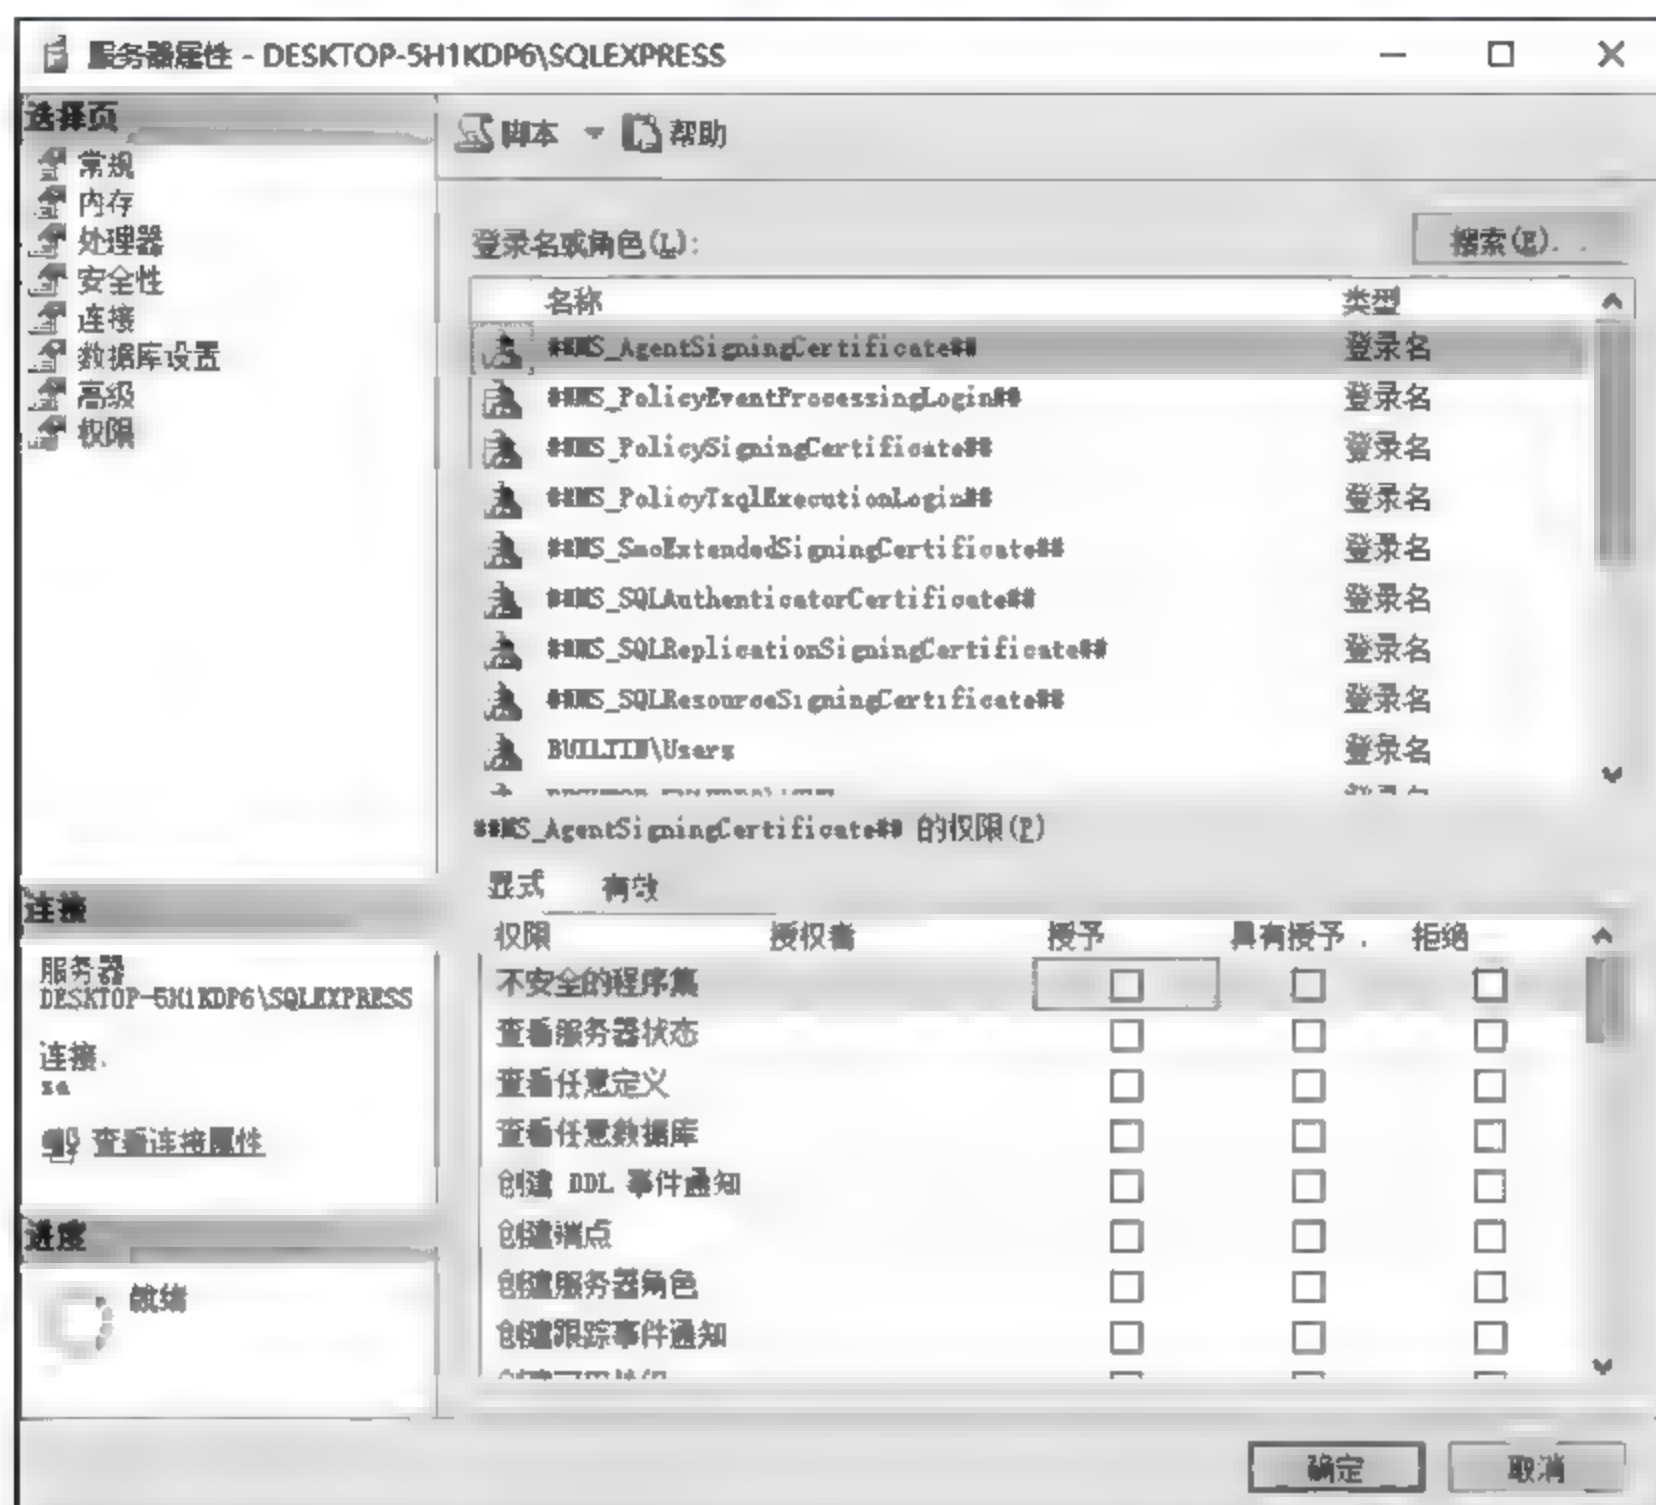 服务器属性 - DESKTOP-5H1KDP6\SQLEXPRESS
选择页
常规
内存
处理器
安全性
连接
数据库设置
高级
权限
脚本 帮助
登录名或角色(L):
搜索(E)...
名称 类型
##MS_AgentSigningCertificate## 登录名
##MS_PolicyEventProcessingLogin## 登录名
##MS_PolicySigningCertificate## 登录名
##MS_PolicyTsqlExecutionLogin## 登录名
##MS_SmoExtendedSigningCertificate## 登录名
##MS_SQLAuthenticatorCertificate## 登录名
##MS_SQLReplicationSigningCertificate## 登录名
##MS_SQLResourceSigningCertificate## 登录名
BUILTIN\Users 登录名
##MS_AgentSigningCertificate## 的权限(P)
显式 有效
权限 授权者 授予 具有授予. 拒绝
不安全的程序集
查看服务器状态
查看任意定义
查看任意数据库
创建 DDL 事件通知
创建端点
创建服务器角色
创建跟踪事件通知
连接
服务器
DESKTOP-5H1KDP6\SQLEXPRESS
连接.
sa
查看连接属性
进度
就绪
确定 取消